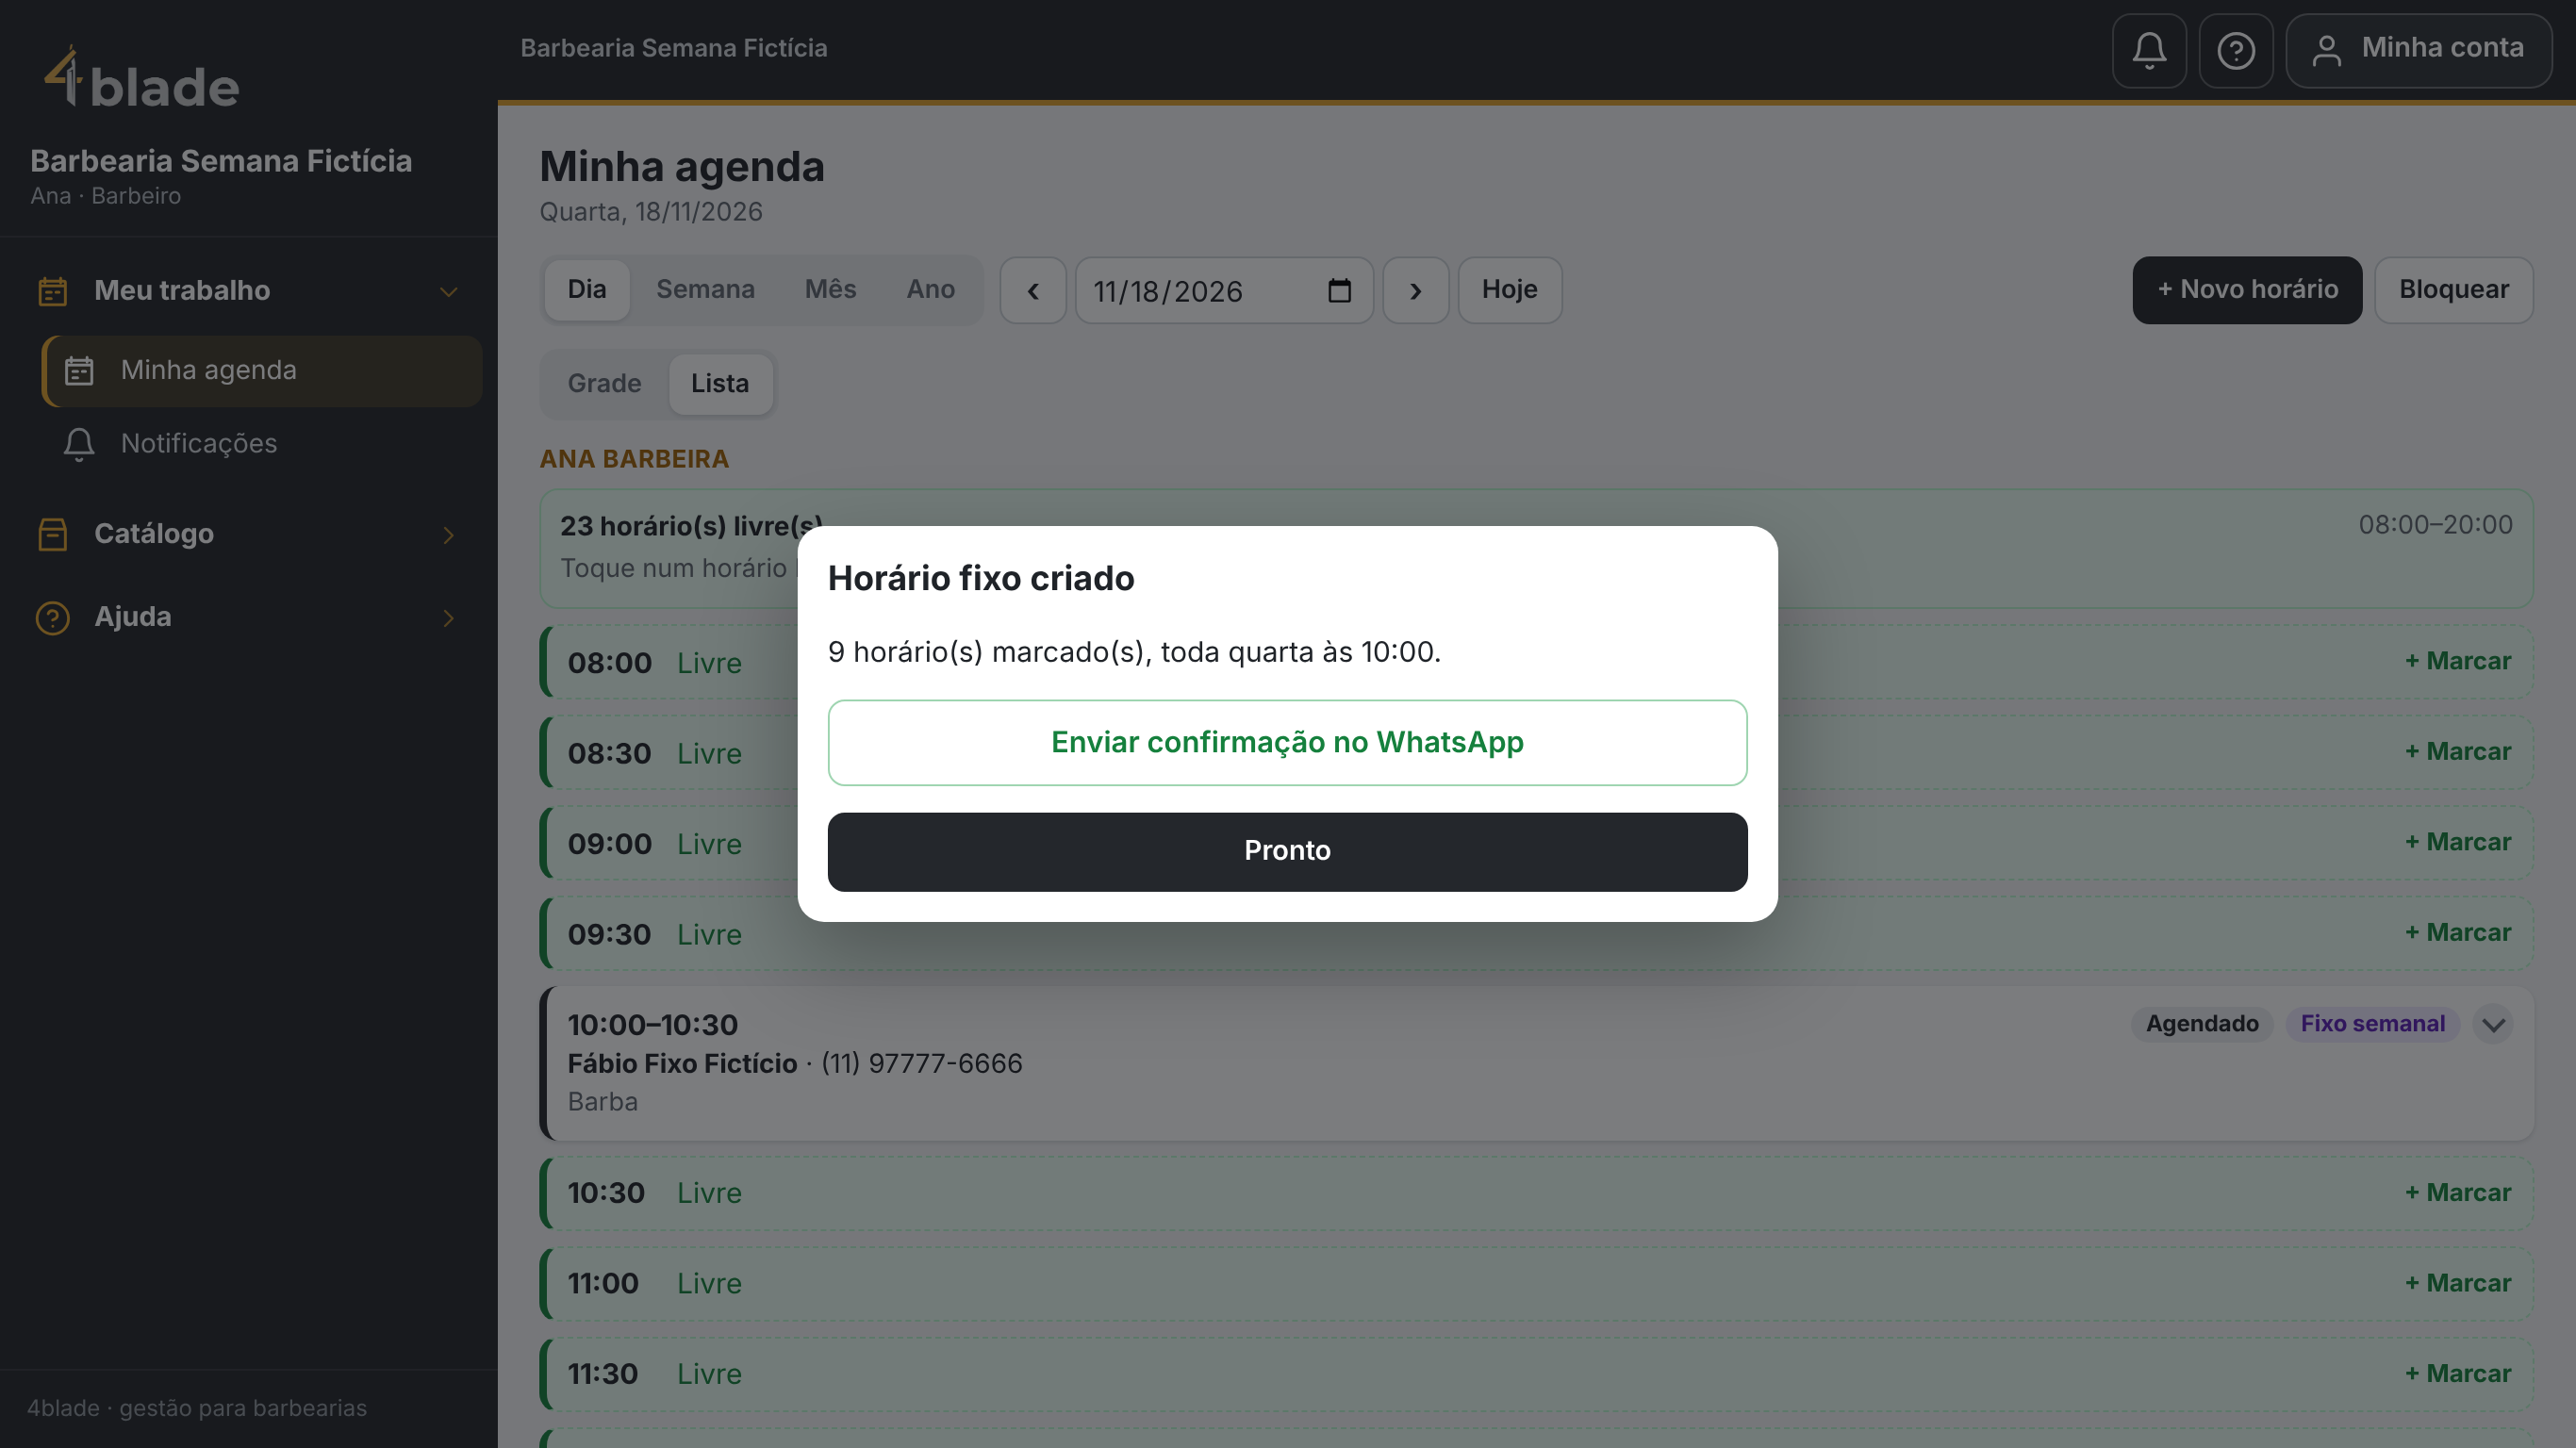 4blade
Barbearia Semana Fictícia
Ana · Barbeiro
Meu trabalho
Minha agenda
Notificações
Catálogo
Ajuda
4blade · gestão para barbearias
Barbearia Semana Fictícia
Minha conta
Minha agenda
Quarta, 18/11/2026
Dia Semana Mês Ano
11/18/2026
Hoje
+ Novo horário
Bloquear
Grade Lista
ANA BARBEIRA
23 horário(s) livre(s)
08:00–20:00
Toque num horário
Horário fixo criado
9 horário(s) marcado(s), toda quarta às 10:00.
Enviar confirmação no WhatsApp
Pronto
08:00 Livre + Marcar
08:30 Livre + Marcar
09:00 Livre + Marcar
09:30 Livre + Marcar
10:00–10:30 Agendado Fixo semanal
Fábio Fixo Fictício · (11) 97777-6666
Barba
10:30 Livre + Marcar
11:00 Livre + Marcar
11:30 Livre + Marcar